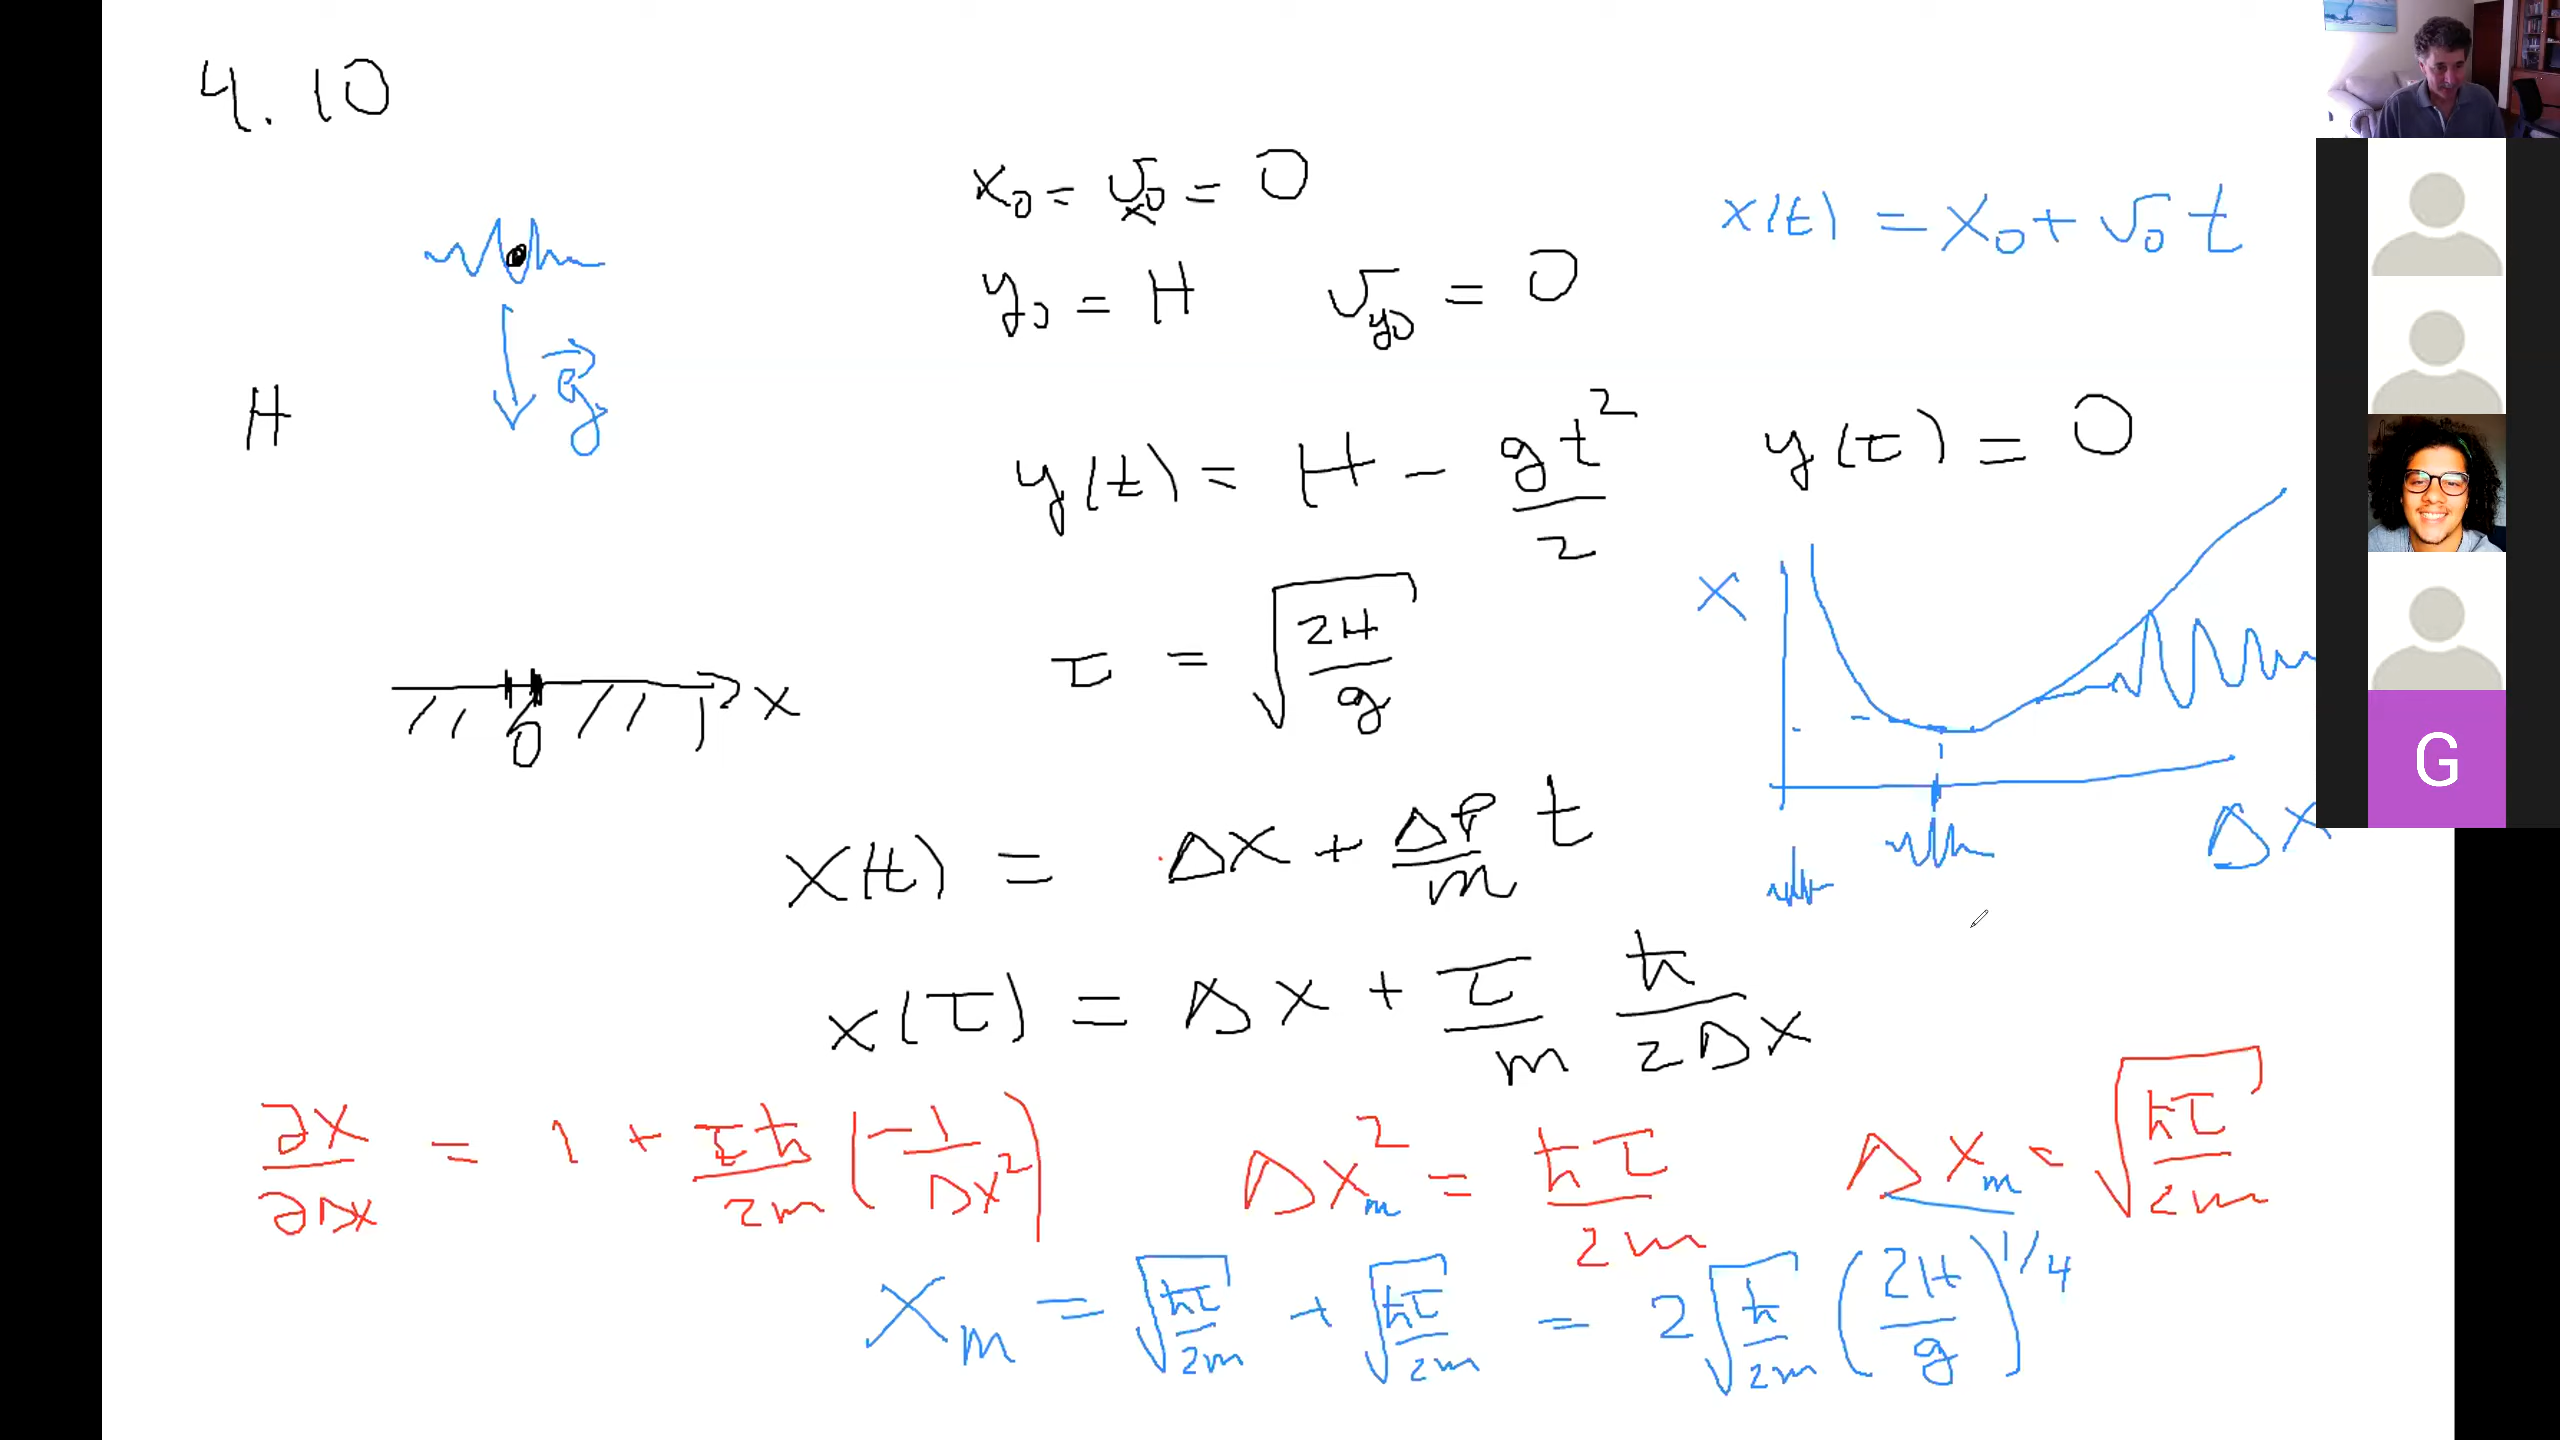 4.10
x₀ = v₀ₓ = 0
x(t) = x₀ + v₀ t
y₀ = H v_y0 = 0
g⃗
H
y(t) = H - gt²/2 y(τ) = 0
x
τ = √(2H/g)
x
0
x(t) = Δx + Δp/m t
Δx
x(τ) = Δx + τ/m ħ/2Δx
∂x/∂Δx = 1 + τħ/2m (-1/Δx²) Δx_m² = ħτ/2m Δx_m = √(ħτ/2m)
x_m = √(ħτ/2m) + √(ħτ/2m) = 2 √(ħ/2m) (2H/g)^1/4
G